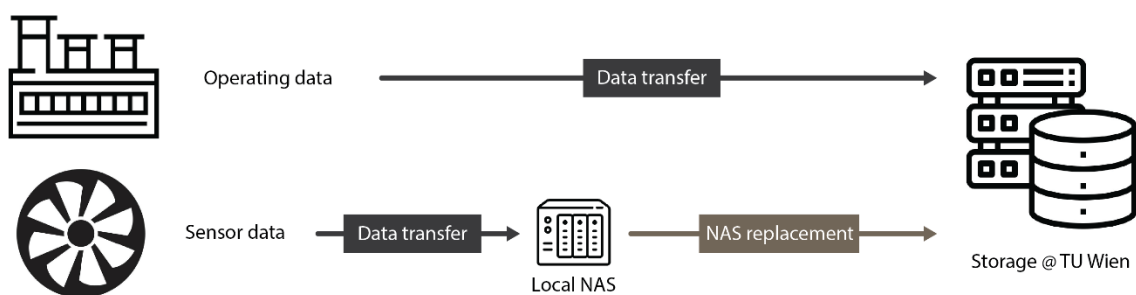 Operating data
Data transfer
Sensor data
Data transfer
Local NAS
NAS replacement
Storage @ TU Wien